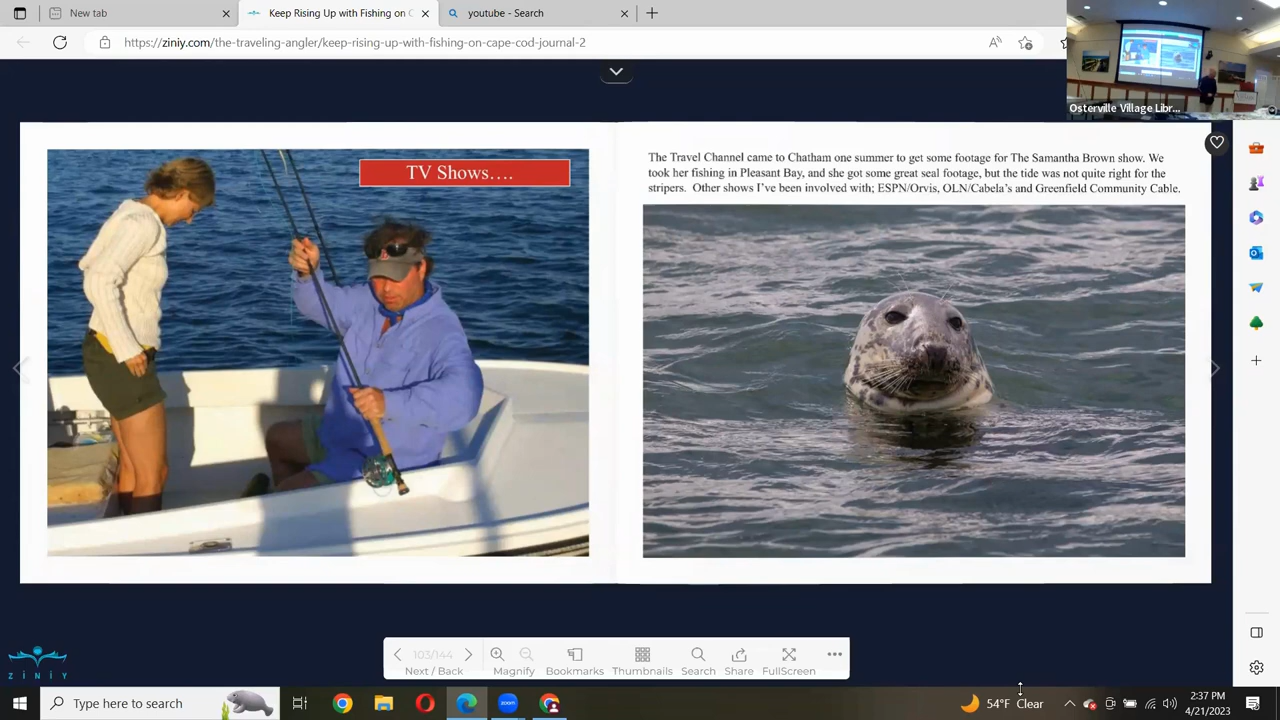 New tab
Keep Rising Up with Fishing on C
youtube - Search
https://ziniy.com/the-traveling-angler/keep-rising-up-with-fishing-on-cape-cod-journal-2
Osterville Village Libr...
TV Shows….
The Travel Channel came to Chatham one summer to get some footage for The Samantha Brown show. We
took her fishing in Pleasant Bay, and she got some great seal footage, but the tide was not quite right for the
stripers. Other shows I've been involved with; ESPN/Orvis, OLN/Cabela's and Greenfield Community Cable.
103/144
Next / Back
Magnify
Bookmarks
Thumbnails
Search
Share
FullScreen
ZiNiY
Type here to search
zoom
54°F Clear
2:37 PM
4/21/2023